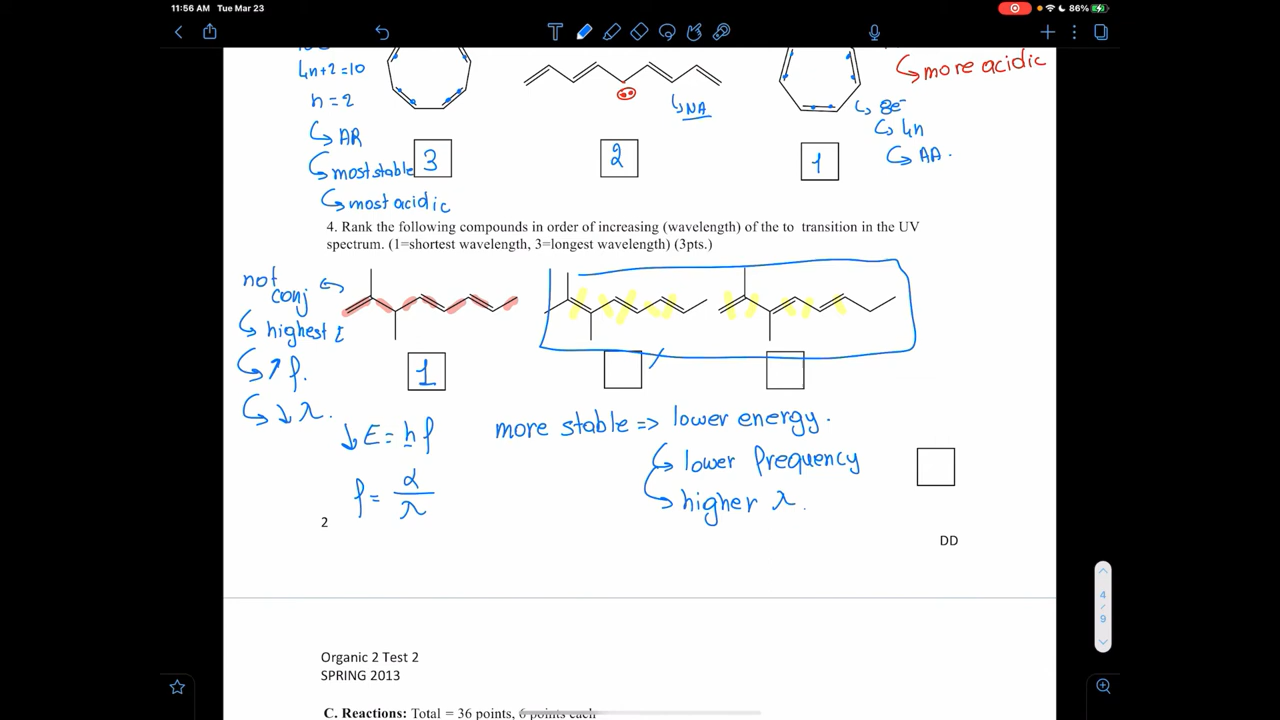 11:56 AM Tue Mar 23
86%
4n+2=10
more acidic
n = 2
NA
8e-
4n
AR
AA.
most stable 3
2
1
most acidic
4. Rank the following compounds in order of increasing (wavelength) of the to transition in the UV
spectrum. (1=shortest wavelength, 3=longest wavelength) (3pts.)
not
conj
highest E
↑ f.
1
↓ λ.
↓ E = hf
more stable => lower energy.
lower frequency
f =
λ
higher λ.
2
DD
4
/
9
Organic 2 Test 2
SPRING 2013
C. Reactions: Total = 36 points, 6 points each